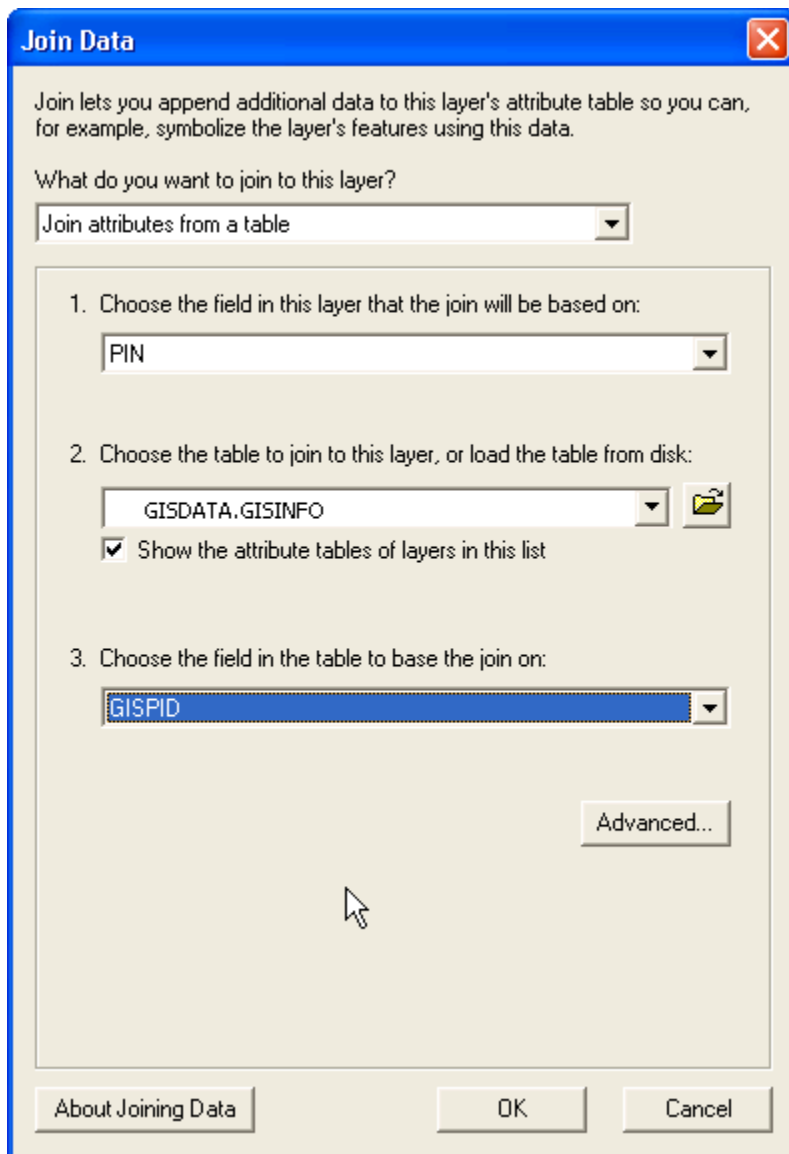 Join Data
Join lets you append additional data to this layer's attribute table so you can,
for example, symbolize the layer's features using this data.
What do you want to join to this layer?
Join attributes from a table
1. Choose the field in this layer that the join will be based on:
PIN
2. Choose the table to join to this layer, or load the table from disk:
GISDATA.GISINFO
Show the attribute tables of layers in this list
3. Choose the field in the table to base the join on:
GISPID
Advanced...
About Joining Data OK Cancel